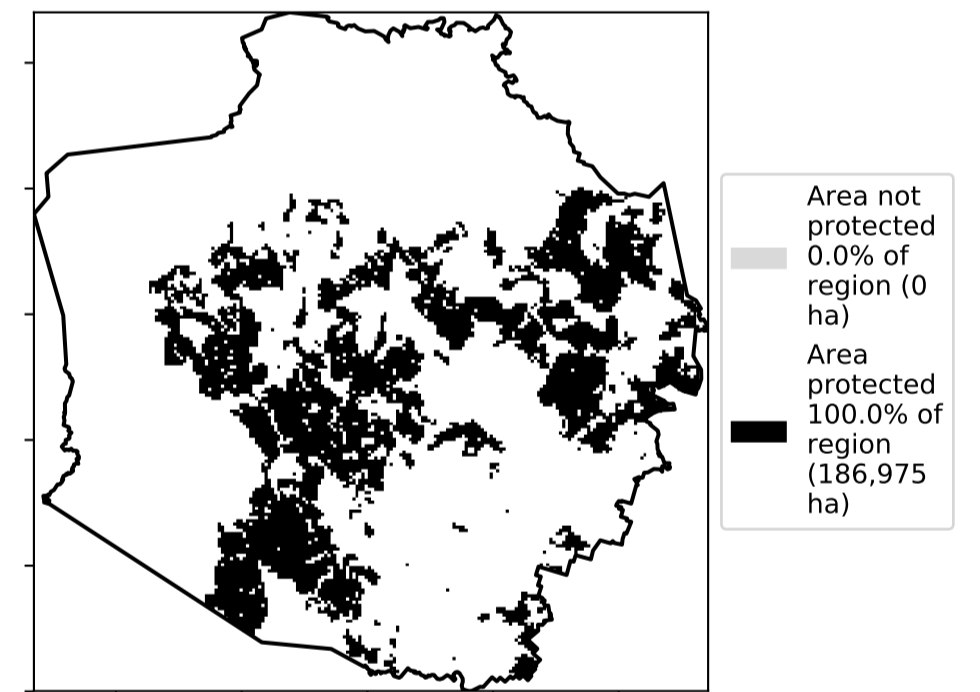 Area not
protected
0.0% of
region (0
ha)
Area
protected
100.0% of
region
(186,975
ha)